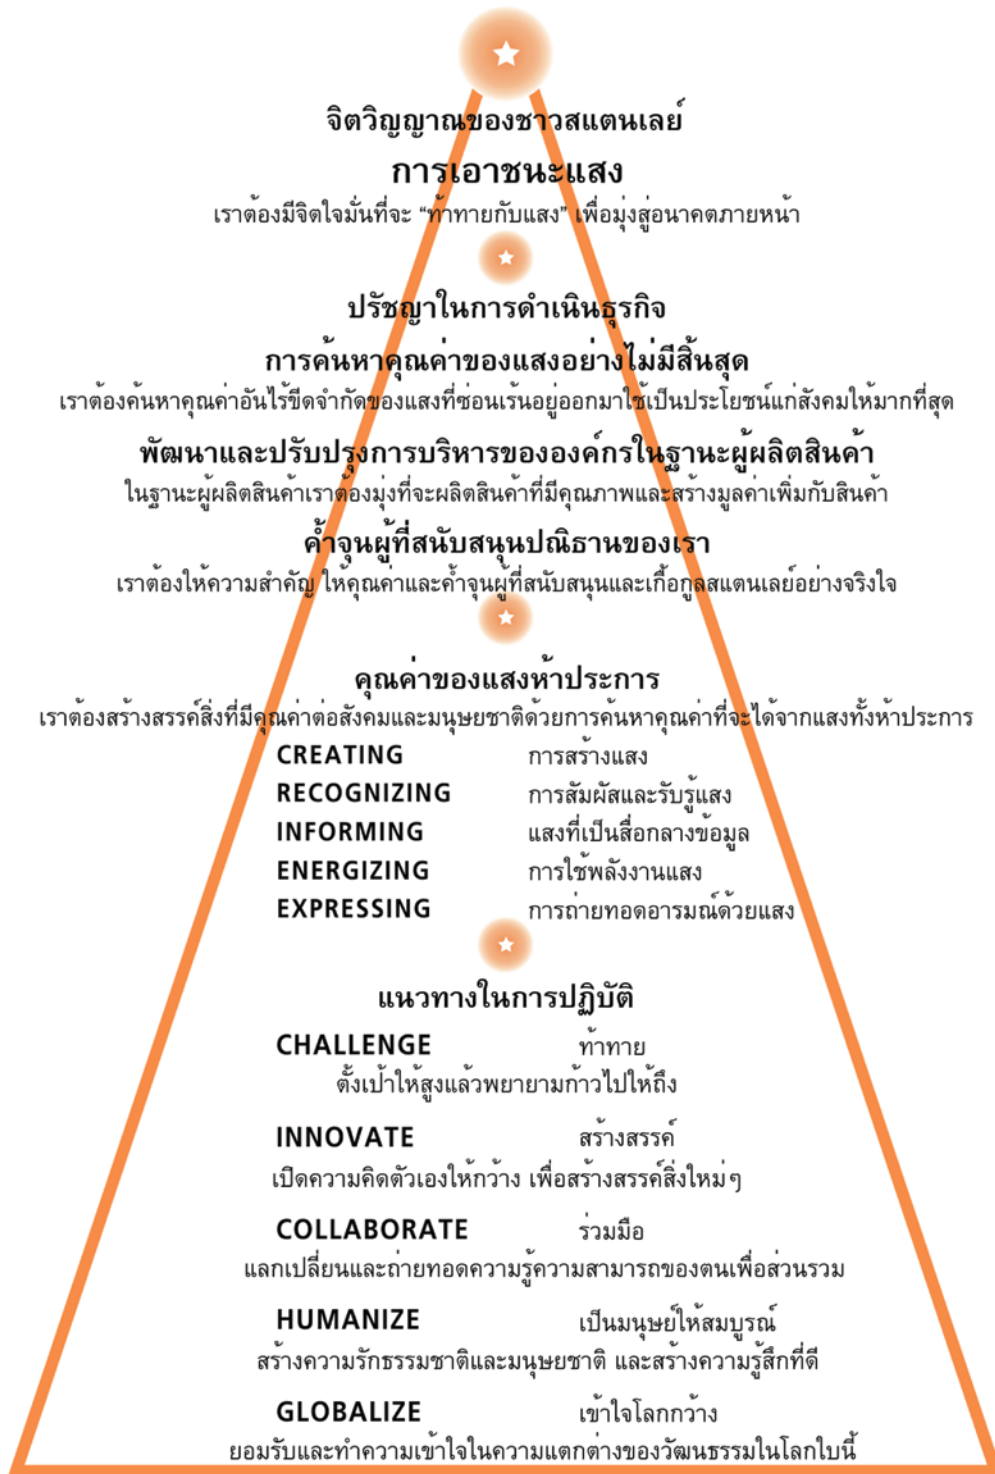 จิตวิญญาณของชาวสแตนเลย์
การเอาชนะแสง
เราต้องมีจิตใจมั่นที่จะ “ท้าทายกับแสง” เพื่อมุ่งสู่อนาคตภายหน้า
ปรัชญาในการดำเนินธุรกิจ
การค้นหาคุณค่าของแสงอย่างไม่มีสิ้นสุด
เราต้องค้นหาคุณค่าอันไร้ขีดจำกัดของแสงที่ซ่อนเร้นอยู่ออกมาใช้เป็นประโยชน์แก่สังคมให้มากที่สุด
พัฒนาและปรับปรุงการบริหารขององค์กรในฐานะผู้ผลิตสินค้า
ในฐานะผู้ผลิตสินค้าเราต้องมุ่งที่จะผลิตสินค้าที่มีคุณภาพและสร้างมูลค่าเพิ่มกับสินค้า
ค้ำจุนผู้ที่สนับสนุนปณิธานของเรา
เราต้องให้ความสำคัญ ให้คุณค่าและค้ำจุนผู้ที่สนับสนุนและเกื้อกูลสแตนเลย์อย่างจริงใจ
คุณค่าของแสงห้าประการ
เราต้องสร้างสรรค์สิ่งที่มีคุณค่าต่อสังคมและมนุษยชาติด้วยการค้นหาคุณค่าที่จะได้จากแสงทั้งห้าประการ
CREATING การสร้างแสง
RECOGNIZING การสัมผัสและรับรู้แสง
INFORMING แสงที่เป็นสื่อกลางข้อมูล
ENERGIZING การใช้พลังงานแสง
EXPRESSING การถ่ายทอดอารมณ์ด้วยแสง
แนวทางในการปฏิบัติ
CHALLENGE ท้าทาย
ตั้งเป้าให้สูงแล้วพยายามก้าวไปให้ถึง
INNOVATE สร้างสรรค์
เปิดความคิดตัวเองให้กว้าง เพื่อสร้างสรรค์สิ่งใหม่ๆ
COLLABORATE ร่วมมือ
แลกเปลี่ยนและถ่ายทอดความรู้ความสามารถของตนเพื่อส่วนรวม
HUMANIZE เป็นมนุษย์ให้สมบูรณ์
สร้างความรักธรรมชาติและมนุษยชาติ และสร้างความรู้สึกที่ดี
GLOBALIZE เข้าใจโลกกว้าง
ยอมรับและทำความเข้าใจในความแตกต่างของวัฒนธรรมในโลกใบนี้